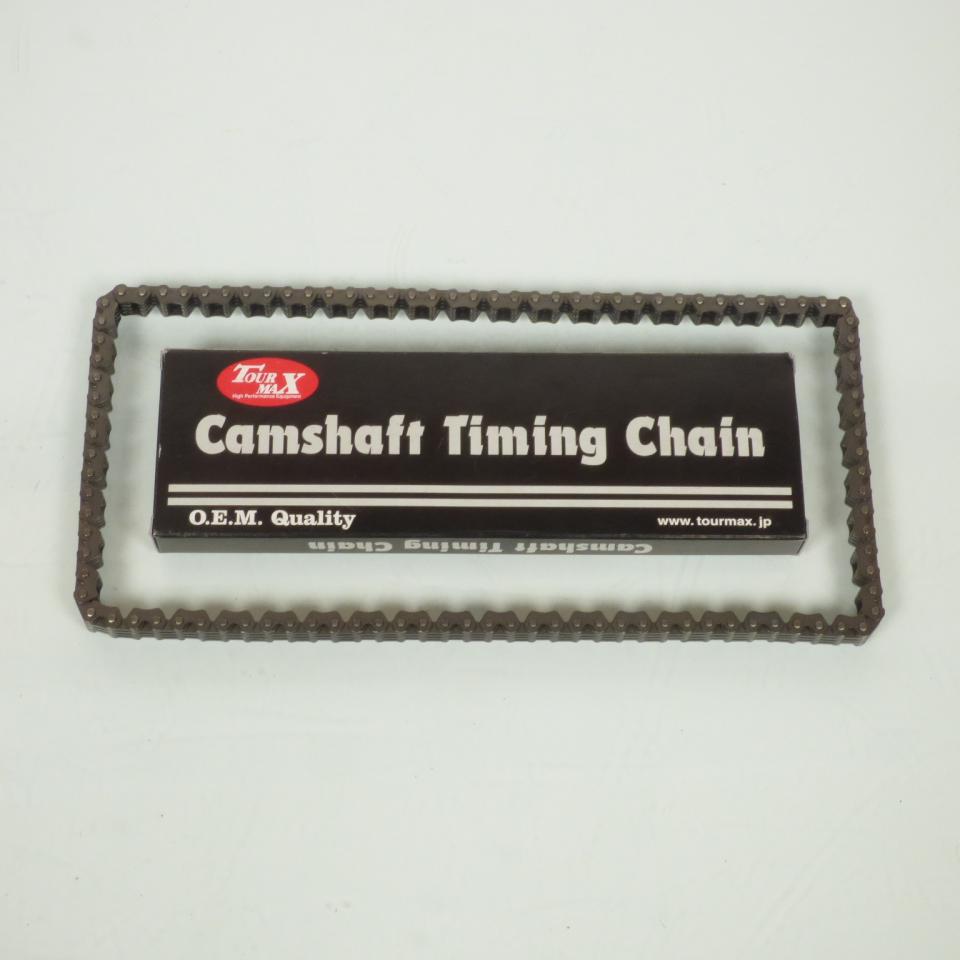 TOUR
MAX
High Performance Equipment
Camshaft Timing Chain
O.E.M. Quality
www.tourmax.jp
Camshaft Timing Chain